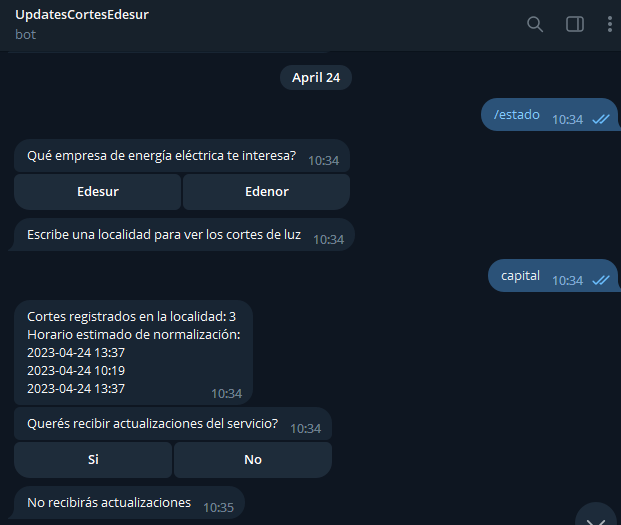 UpdatesCortesEdesur
bot
April 24
/estado 10:34
Qué empresa de energía eléctrica te interesa? 10:34
Edesur Edenor
Escribe una localidad para ver los cortes de luz 10:34
capital 10:34
Cortes registrados en la localidad: 3
Horario estimado de normalización:
2023-04-24 13:37
2023-04-24 10:19
2023-04-24 13:37
10:34
Querés recibir actualizaciones del servicio? 10:34
Si No
No recibirás actualizaciones 10:35